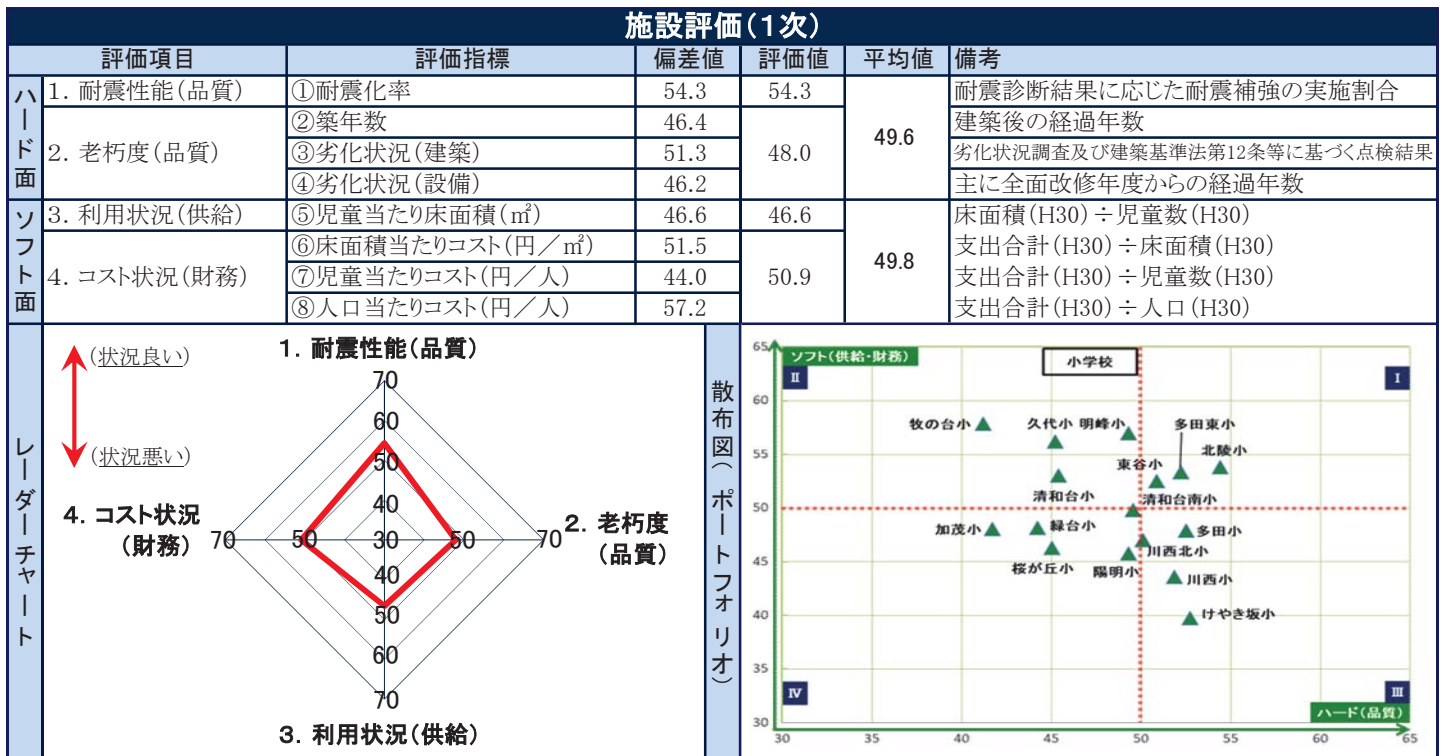 施設評価(1次)
評価項目 評価指標 偏差値 評価値 平均値 備考
ハード面
1. 耐震性能(品質) ①耐震化率 54.3 54.3 49.6 耐震診断結果に応じた耐震補強の実施割合
2. 老朽度(品質) ②築年数 46.4 48.0 建築後の経過年数
③劣化状況(建築) 51.3 劣化状況調査及び建築基準法第12条等に基づく点検結果
④劣化状況(設備) 46.2 主に全面改修年度からの経過年数
ソフト面
3. 利用状況(供給) ⑤児童当たり床面積(㎡) 46.6 46.6 49.8 床面積(H30)÷児童数(H30)
4. コスト状況(財務) ⑥床面積当たりコスト(円/㎡) 51.5 50.9 支出合計(H30)÷床面積(H30)
⑦児童当たりコスト(円/人) 44.0 支出合計(H30)÷児童数(H30)
⑧人口当たりコスト(円/人) 57.2 支出合計(H30)÷人口(H30)
レーダーチャート
(状況良い)
(状況悪い)
1. 耐震性能(品質)
70
60
50
40
4. コスト状況
(財務)
70 50 30 50 70
2. 老朽度
(品質)
40
50
60
70
3. 利用状況(供給)
散布図(ポートフォリオ)
65
ソフト(供給・財務)
小学校
II
I
60
牧の台小
久代小
明峰小
多田東小
55
東谷小
北陵小
清和台小
清和台南小
50
加茂小
緑台小
多田小
45
桜が丘小
陽明小
川西北小
川西小
40
けやき坂小
35
IV
III
ハード(品質)
30
30 35 40 45 50 55 60 65